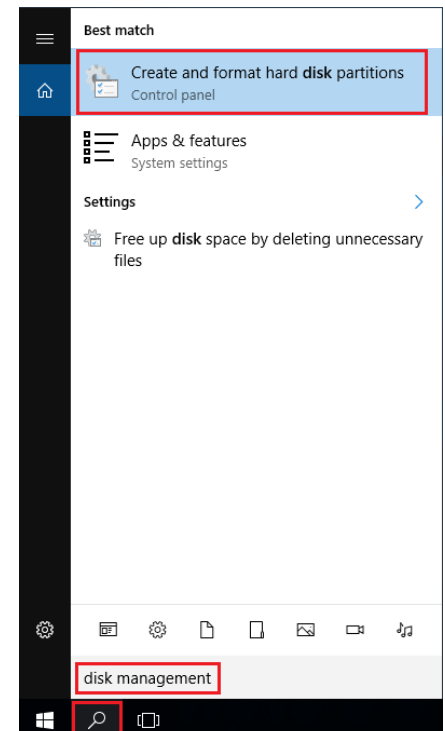 Best match
Create and format hard disk partitions
Control panel
Apps & features
System settings
Settings
Free up disk space by deleting unnecessary
files
disk management